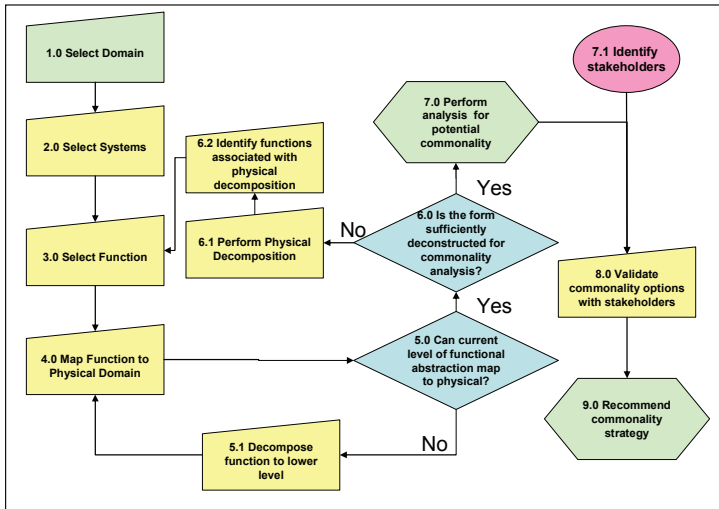 1.0 Select Domain
2.0 Select Systems
3.0 Select Function
4.0 Map Function to
Physical Domain
5.0 Can current
level of functional
abstraction map
to physical?
No
5.1 Decompose
function to lower
level
Yes
6.0 Is the form
sufficiently
deconstructed for
commonality
analysis?
No
6.1 Perform Physical
Decomposition
6.2 Identify functions
associated with
physical
decomposition
Yes
7.0 Perform
analysis for
potential
commonality
7.1 Identify
stakeholders
8.0 Validate
commonality options
with stakeholders
9.0 Recommend
commonality
strategy